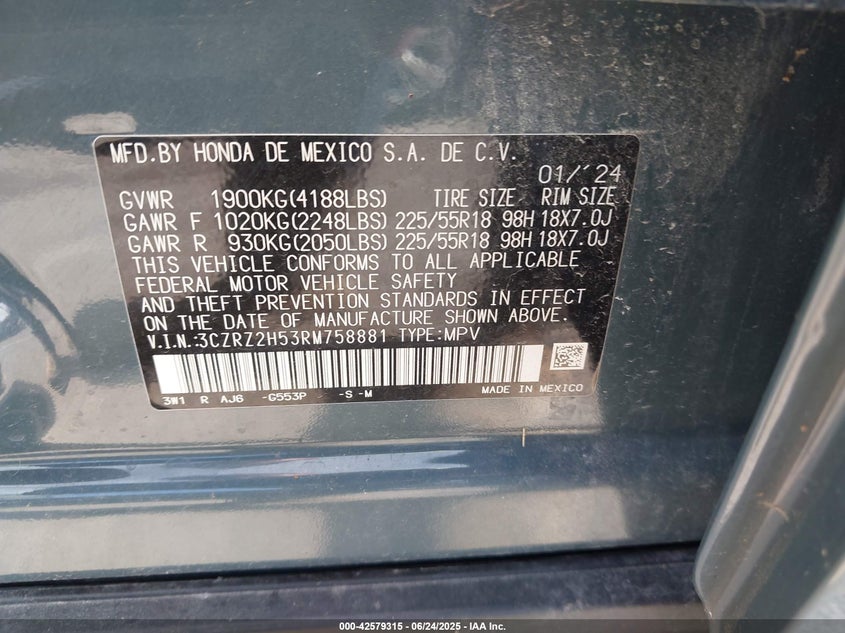 MFD.BY HONDA DE MEXICO S.A. DE C.V.
01/´24
GVWR 1900KG(4188LBS) TIRE SIZE RIM SIZE
GAWR F 1020KG(2248LBS) 225/55R18 98H 18X7.0J
GAWR R 930KG(2050LBS) 225/55R18 98H 18X7.0J
THIS VEHICLE CONFORMS TO ALL APPLICABLE
FEDERAL MOTOR VEHICLE SAFETY
AND THEFT PREVENTION STANDARDS IN EFFECT
ON THE DATE OF MANUFACTURE SHOWN ABOVE.
V.I.N.:3CZRZ2H53RM758881 TYPE:MPV
3W1 R AJ6 -G553P -S-M MADE IN MEXICO
000-42579315 | 06/24/2025 | IAA Inc.